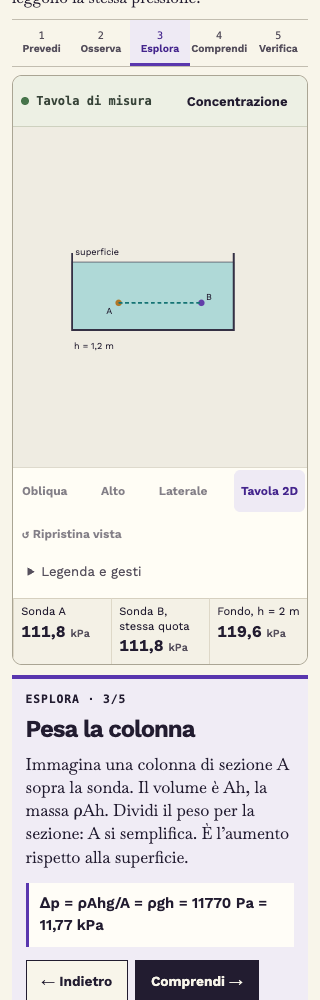 leggono la stessa pressione.
1 2 3 4 5
Prevedi Osserva Esplora Comprendi Verifica
Tavola di misura Concentrazione
superficie
B
A
h = 1,2 m
Obliqua Alto Laterale Tavola 2D
↺ Ripristina vista
▶ Legenda e gesti
Sonda A
111,8 kPa
Sonda B,
stessa quota
111,8 kPa
Fondo, h = 2 m
119,6 kPa
ESPLORA · 3/5
Pesa la colonna
Immagina una colonna di sezione A
sopra la sonda. Il volume è Ah, la
massa ρAh. Dividi il peso per la
sezione: A si semplifica. È l’aumento
rispetto alla superficie.
Δp = ρAhg/A = ρgh = 11770 Pa =
11,77 kPa
← Indietro Comprendi →